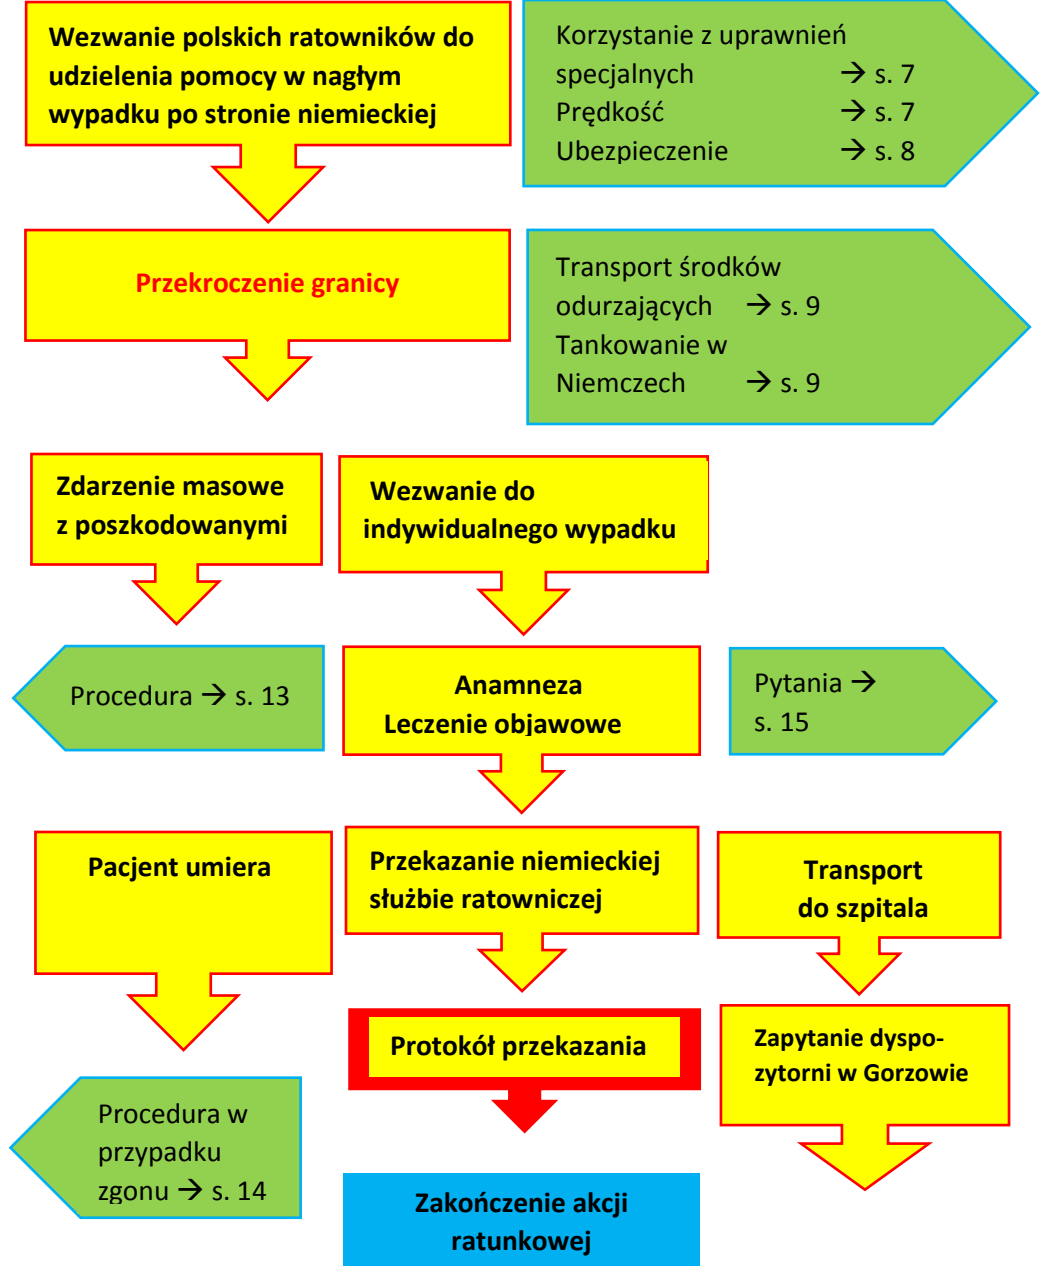 Wezwanie polskich ratowników do
udzielenia pomocy w nagłym
wypadku po stronie niemieckiej
Korzystanie z uprawnień
specjalnych → s. 7
Prędkość → s. 7
Ubezpieczenie → s. 8
Przekroczenie granicy
Transport środków
odurzających → s. 9
Tankowanie w
Niemczech → s. 9
Zdarzenie masowe
z poszkodowanymi
Wezwanie do
indywidualnego wypadku
Procedura → s. 13
Anamneza
Leczenie objawowe
Pytania →
s. 15
Pacjent umiera
Przekazanie niemieckiej
służbie ratowniczej
Transport
do szpitala
Protokół przekazania
Zapytanie dyspo-
zytorni w Gorzowie
Procedura w
przypadku
zgonu → s. 14
Zakończenie akcji
ratunkowej